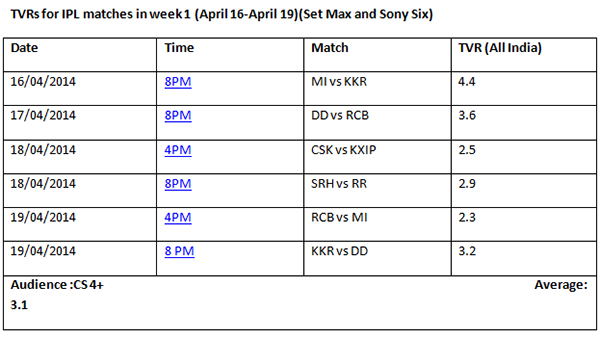 TVRs for IPL matches in week 1 (April 16-April 19)(Set Max and Sony Six)
Date Time Match TVR (All India)
16/04/2014 8PM MI vs KKR 4.4
17/04/2014 8PM DD vs RCB 3.6
18/04/2014 4PM CSK vs KXIP 2.5
18/04/2014 8PM SRH vs RR 2.9
19/04/2014 4PM RCB vs MI 2.3
19/04/2014 8 PM KKR vs DD 3.2
Audience :CS 4+ Average:
3.1